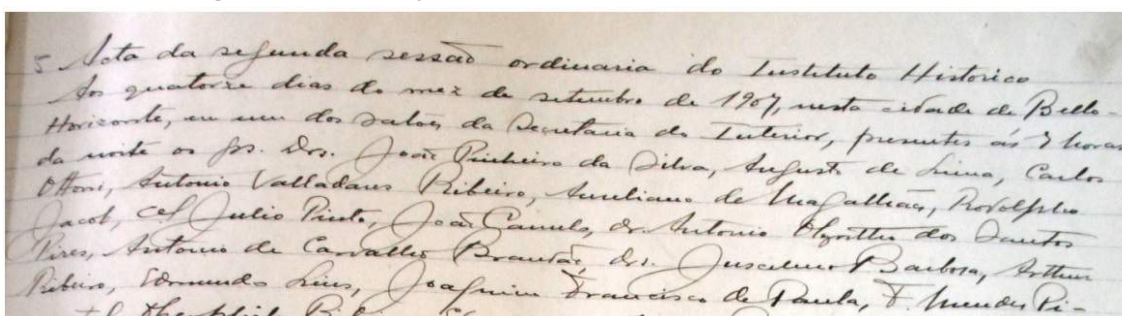 5 Acta da segunda sessão ordinaria do Instituto Historico
Aos quatorze dias do mez de setembro de 1907, nesta cidade de Bello-
Horizonte, em um dos salões da Secretaria do Interior, presentes ás 7 horas
da noite os srs. Drs. João Pinheiro da Silva, Augusto de Lima, Carlos
Ottoni, Antonio Valladares Ribeiro, Aureliano de Magalhães, Rodolpho
Jacob, cel Julio Pinto, João Camelo, dr. Antonio Olyntho dos Santos
Pires, Antonio de Carvalho Brandão, drs. Juscelino Barbosa, Arthur
Ribeiro, Edmundo Lins, Joaquim Francisco de Paula, F. Mendes Pi-